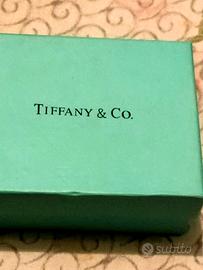 TIFFANY & CO.
subito